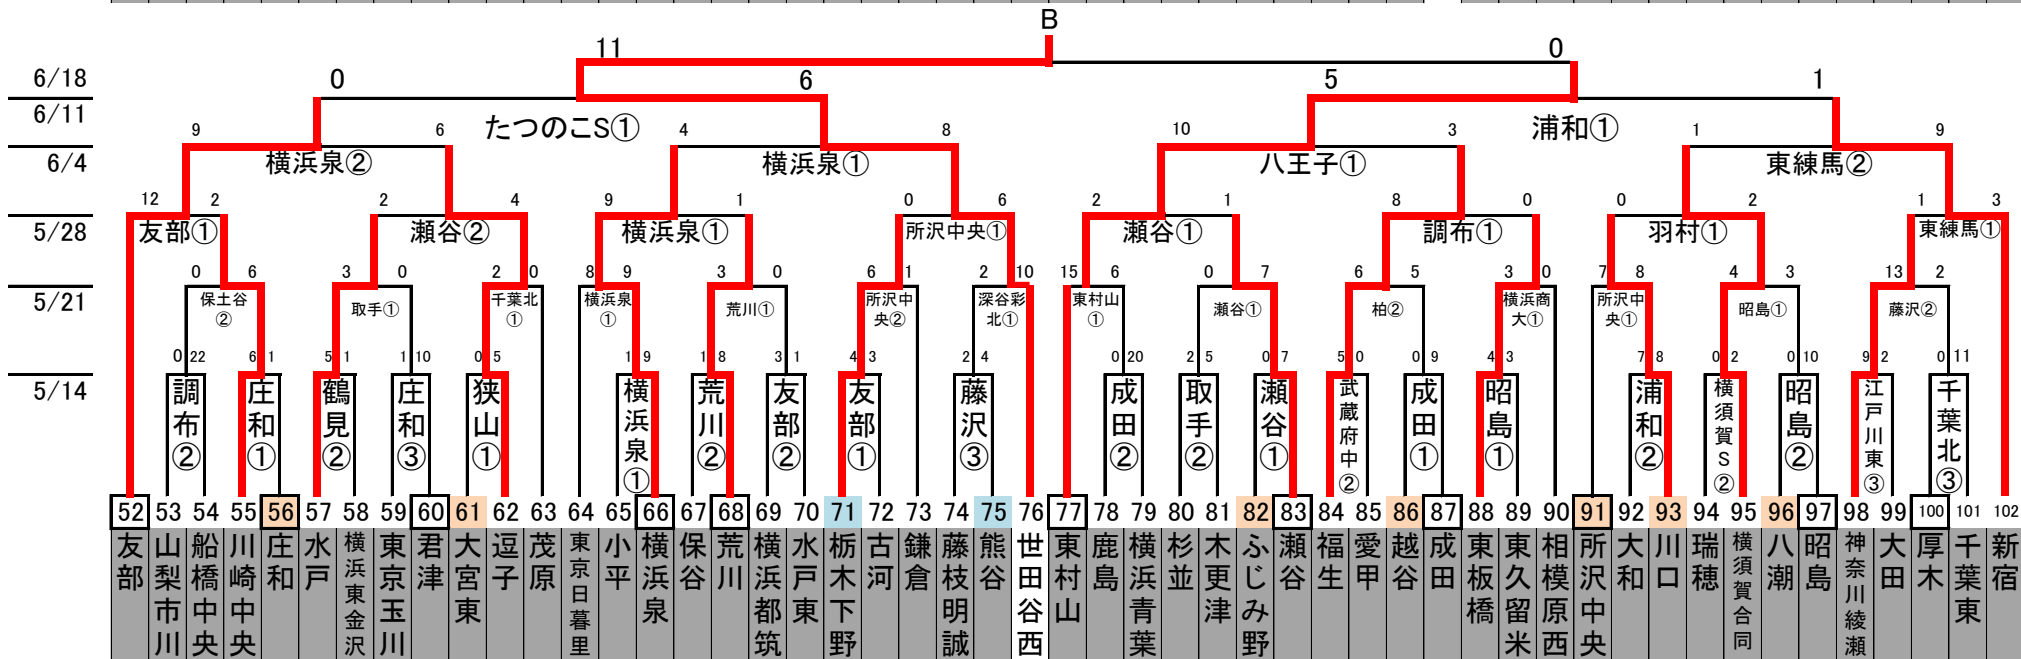 B
11 0
6/18 0 6 5 1
6/11 たつのこS① 浦和①
9 6 4 8 10 3 1 9
6/4 横浜泉② 横浜泉① 八王子① 東練馬②
12 2 2 4 9 1 0 6 2 1 8 0 0 2 1 3
5/28 友部① 瀬谷② 横浜泉① 所沢中央① 瀬谷① 調布① 羽村① 東練馬①
0 6 3 0 2 0 8 9 3 0 6 1 2 10 15 6 0 7 6 5 3 0 7 8 4 3 13 2
5/21 保土谷② 取手① 千葉北① 横浜泉① 荒川① 所沢中央② 深谷彩北① 東村山① 瀬谷① 柏② 横浜商大① 所沢中央① 昭島① 藤沢②
0 22 6 1 5 1 1 10 0 5 1 9 1 8 3 1 4 3 2 4 0 20 2 5 0 7 5 0 0 9 4 3 7 8 0 2 0 10 9 2 0 11
5/14 調布② 庄和① 鶴見② 庄和③ 狭山① 横浜泉① 荒川② 友部② 友部① 藤沢③ 成田② 取手② 瀬谷① 武蔵府中② 成田① 昭島① 浦和② 横須賀S② 昭島② 江戸川東③ 千葉北③
52 53 54 55 56 57 58 59 60 61 62 63 64 65 66 67 68 69 70 71 72 73 74 75 76 77 78 79 80 81 82 83 84 85 86 87 88 89 90 91 92 93 94 95 96 97 98 99 100 101 102
友部 山梨市川 船橋中央 川崎中央 庄和 水戸 横浜東金沢 東京玉川 君津 大宮東 逗子 茂原 東京日暮里 小平 横浜泉 保谷 荒川 横浜都筑 水戸東 栃木下野 古河 鎌倉 藤枝明誠 熊谷 世田谷西 東村山 鹿島 横浜青葉 杉並 木更津 ふじみ野 瀬谷 福生 愛甲 越谷 成田 東板橋 東久留米 相模原西 所沢中央 大和 川口 瑞穂 横須賀合同 八潮 昭島 神奈川綾瀬 大田 厚木 千葉東 新宿